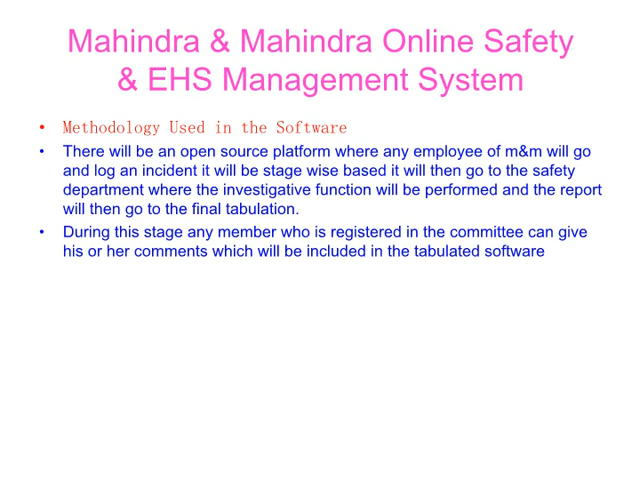 Mahindra & Mahindra Online Safety
& EHS Management System
• Methodology Used in the Software
• There will be an open source platform where any employee of m&m will go
and log an incident it will be stage wise based it will then go to the safety
department where the investigative function will be performed and the report
will then go to the final tabulation.
• During this stage any member who is registered in the committee can give
his or her comments which will be included in the tabulated software